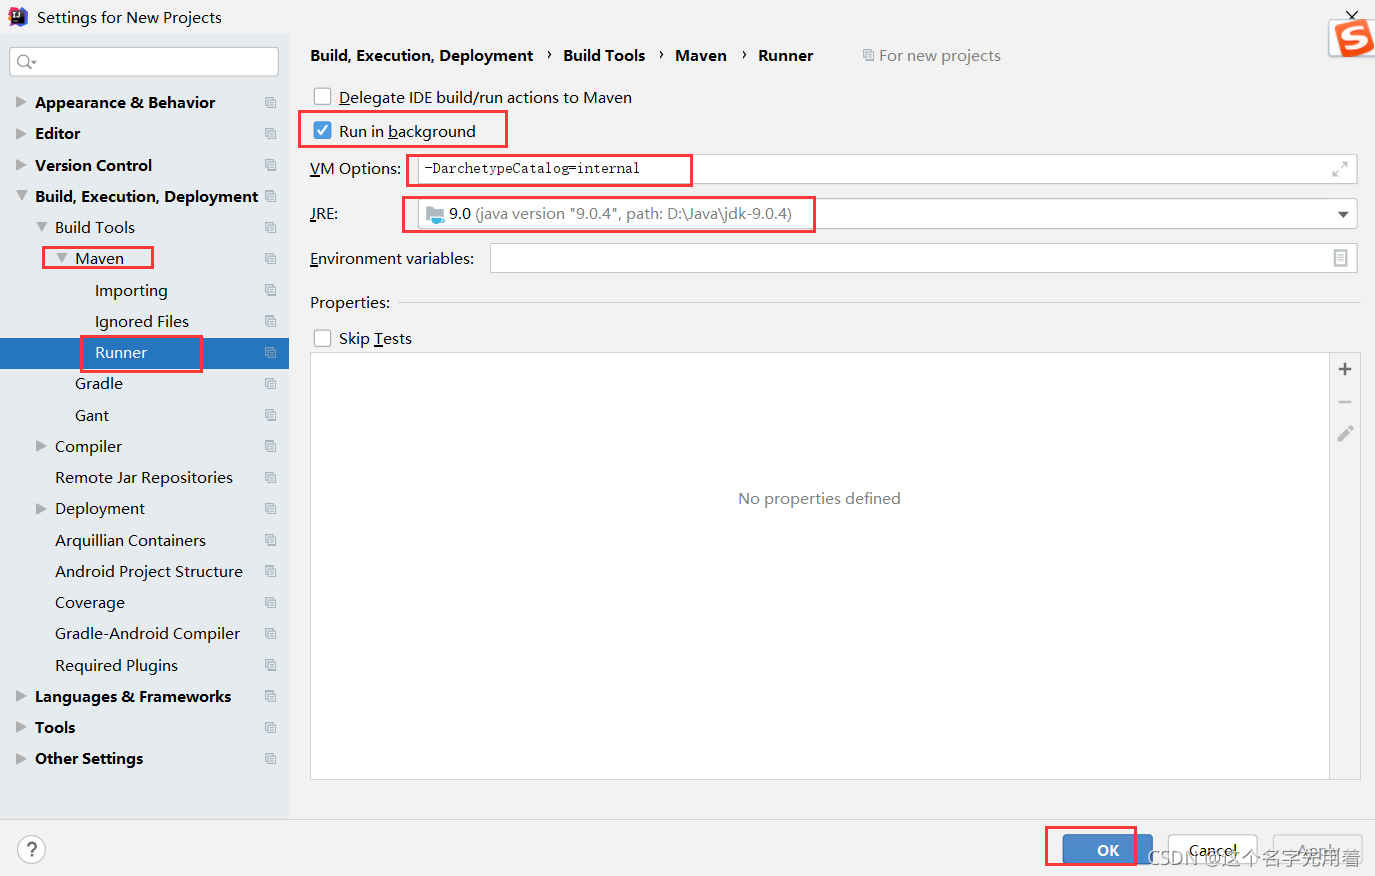 Settings for New Projects
Appearance & Behavior
Editor
Version Control
Build, Execution, Deployment
Build Tools
Maven
Importing
Ignored Files
Runner
Gradle
Gant
Compiler
Remote Jar Repositories
Deployment
Arquillian Containers
Android Project Structure
Coverage
Gradle-Android Compiler
Required Plugins
Languages & Frameworks
Tools
Other Settings
Build, Execution, Deployment › Build Tools › Maven › Runner For new projects
Delegate IDE build/run actions to Maven
Run in background
VM Options: -DarchetypeCatalog=internal
JRE: 9.0 (java version "9.0.4", path: D:\Java\jdk-9.0.4)
Environment variables:
Properties:
Skip Tests
No properties defined
? OK Cancel Apply
CSDN @这个名字先用着